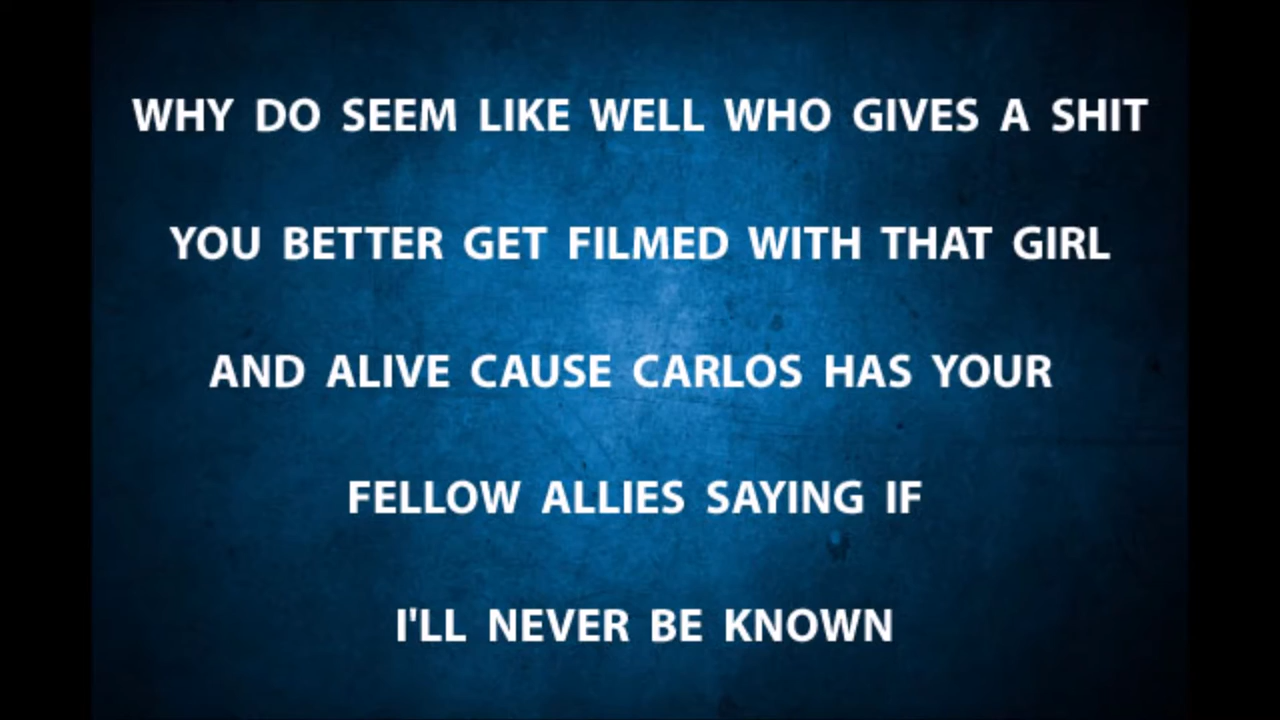 WHY DO SEEM LIKE WELL WHO GIVES A SHIT
YOU BETTER GET FILMED WITH THAT GIRL
AND ALIVE CAUSE CARLOS HAS YOUR
FELLOW ALLIES SAYING IF
I'LL NEVER BE KNOWN